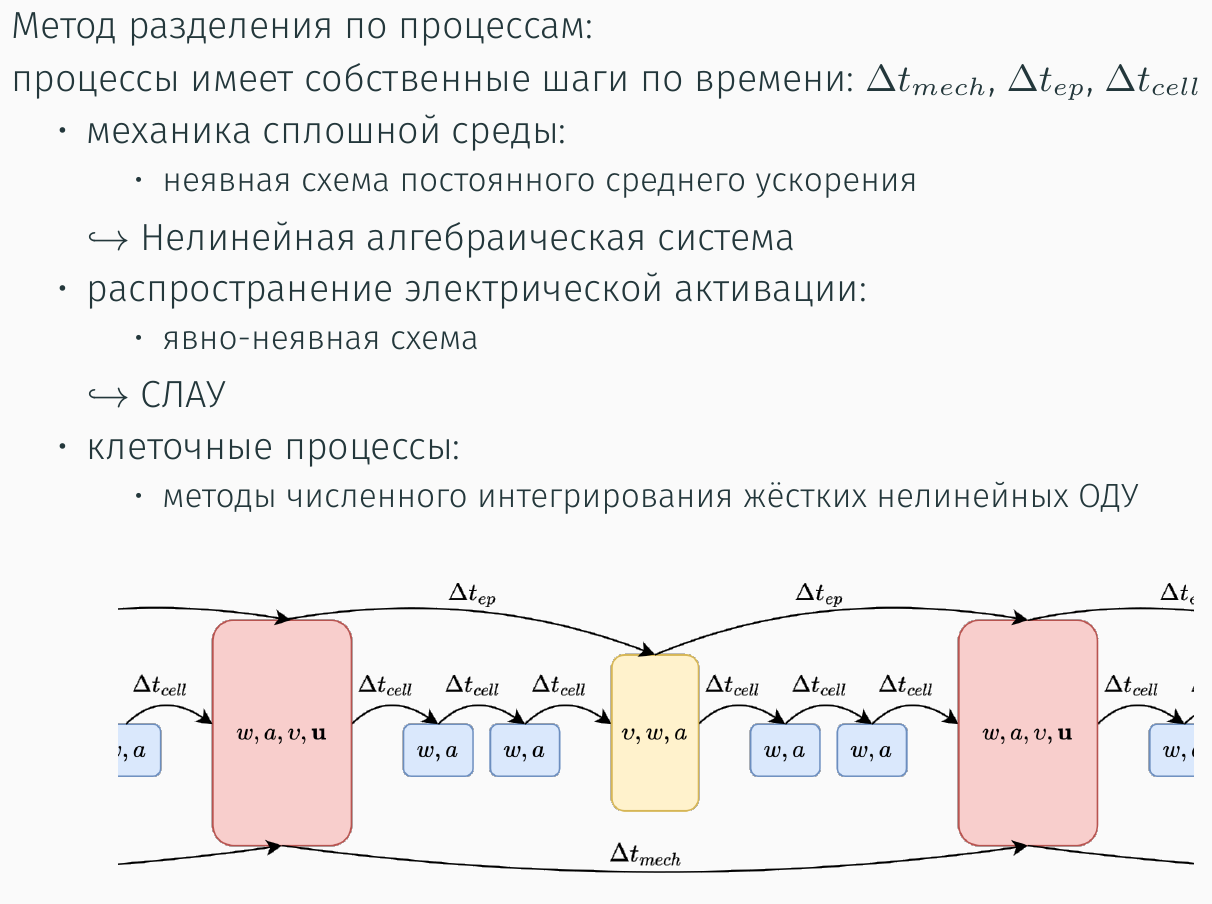 Метод разделения по процессам:
процессы имеет собственные шаги по времени: Δt_mech, Δt_ep, Δt_cell
• механика сплошной среды:
• неявная схема постоянного среднего ускорения
↪ Нелинейная алгебраическая система
• распространение электрической активации:
• явно-неявная схема
↪ СЛАУ
• клеточные процессы:
• методы численного интегрирования жёстких нелинейных ОДУ
Δt_ep Δt_ep Δt_e
Δt_cell Δt_cell Δt_cell Δt_cell Δt_cell Δt_cell Δt_cell Δt_cell
w, a, v, u v, w, a w, a, v, u
, a w, a w, a w, a w, a w,
Δt_mech